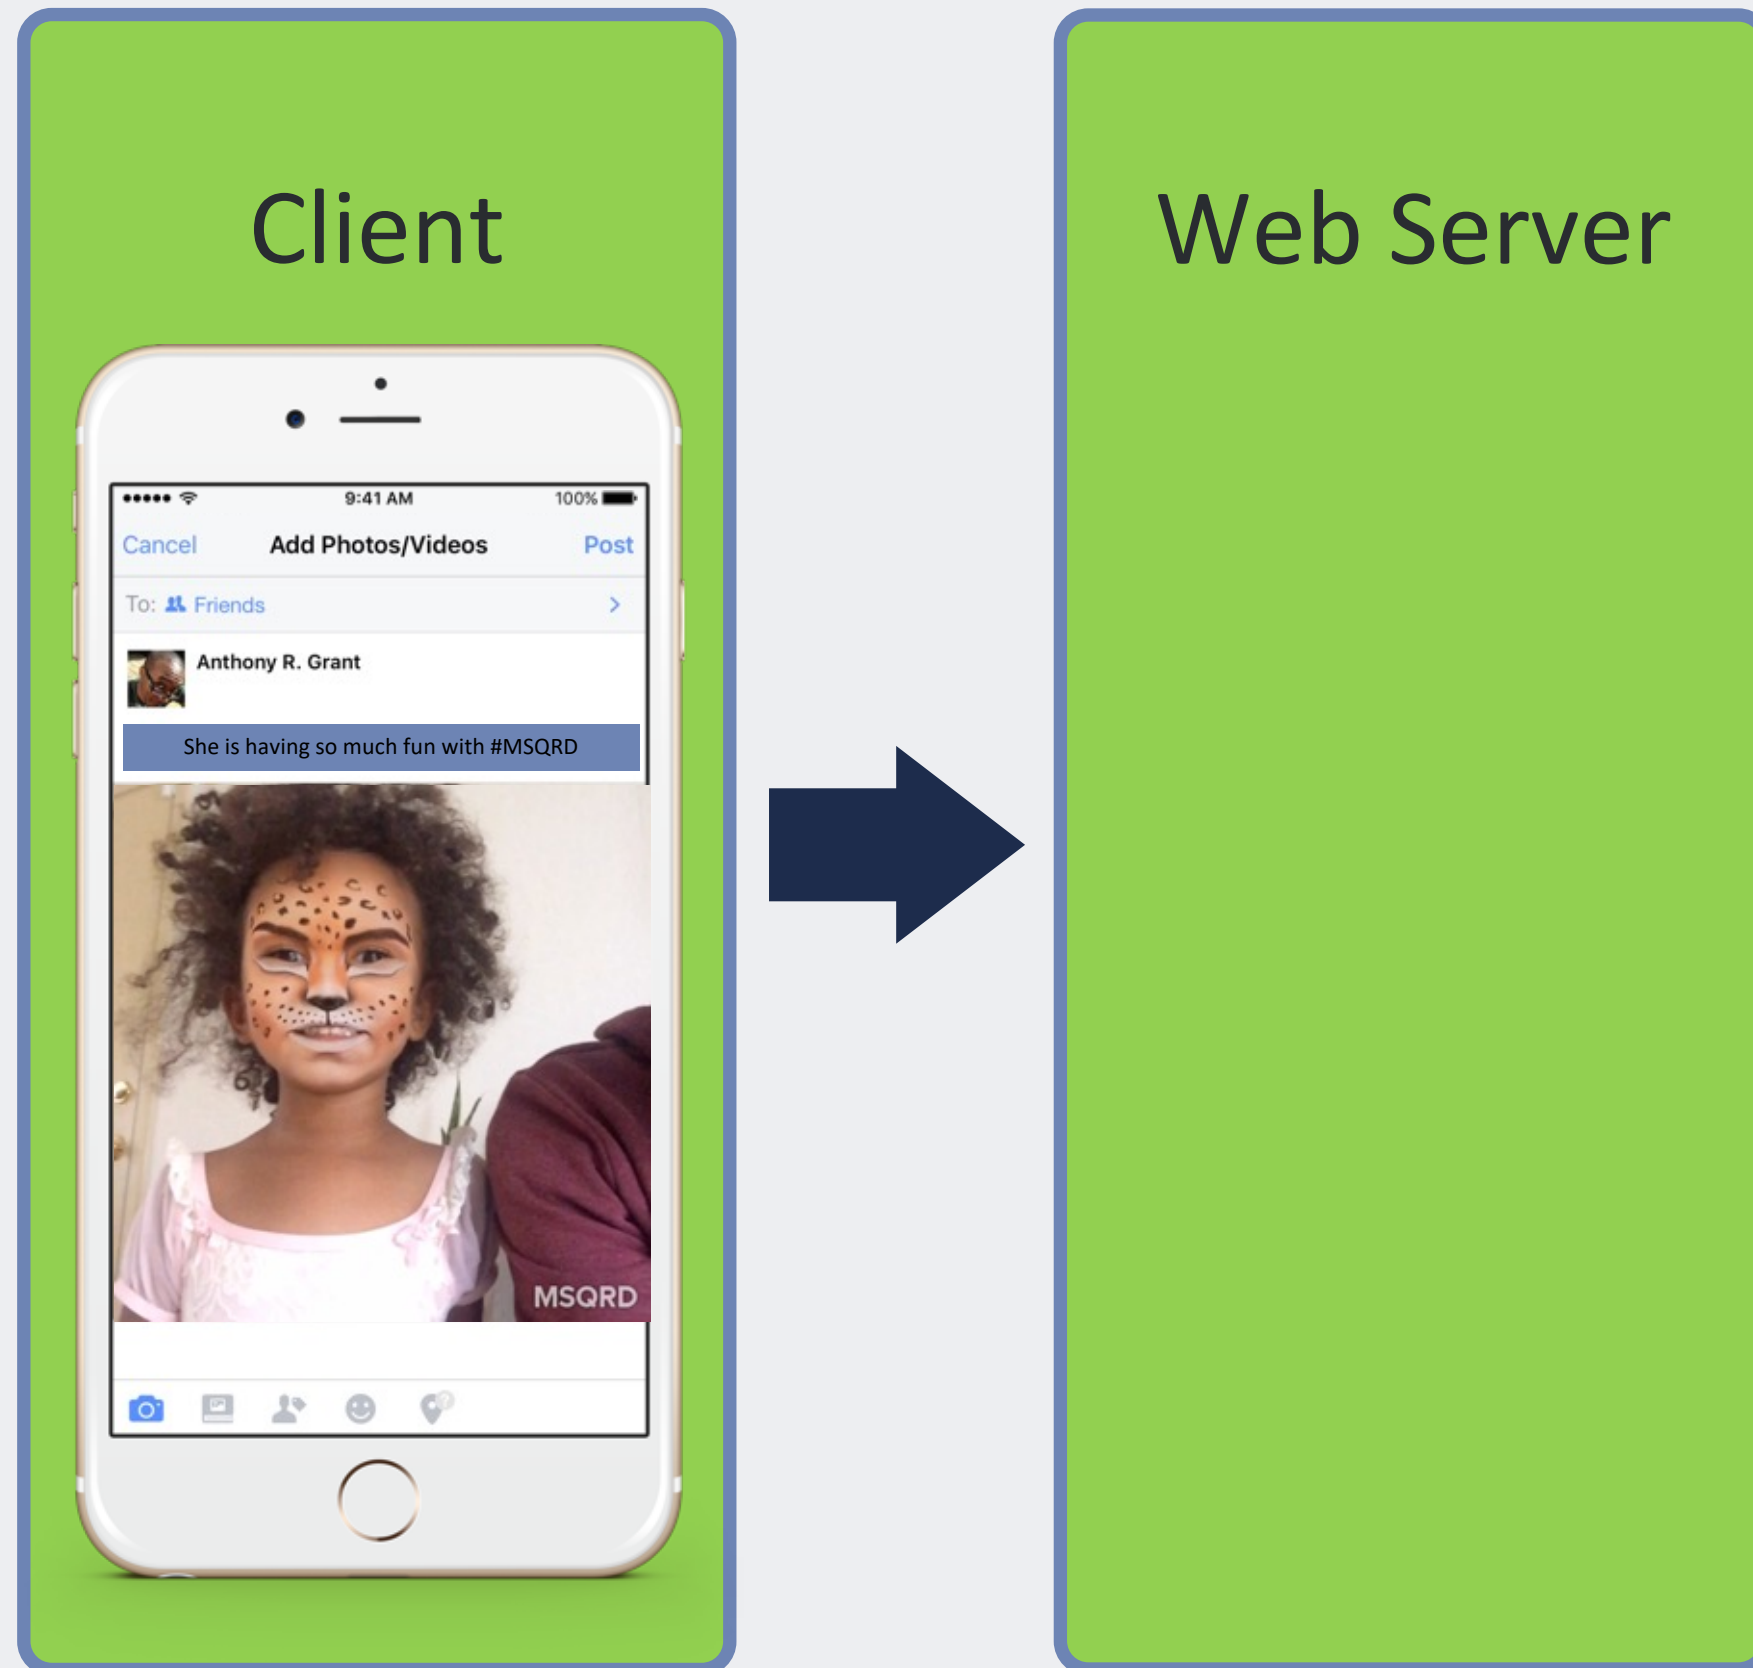 Client
Web Server
9:41 AM
100%
Cancel
Add Photos/Videos
Post
To: Friends
Anthony R. Grant
She is having so much fun with #MSQRD
MSQRD